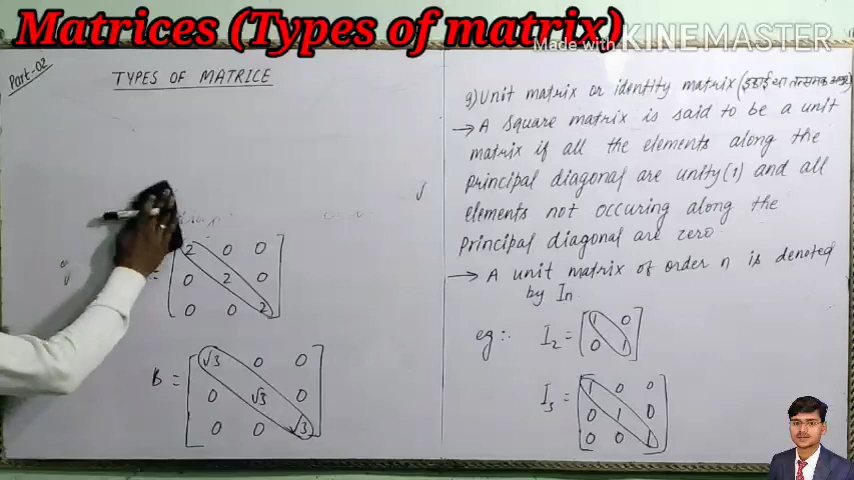 Matrices (Types of matrix)
Made with KINEMASTER
Part-02
TYPES OF MATRICE
2 0 0
0 2 0
0 0 2
B = √3 0 0
0 √3 0
0 0 √3
9) Unit matrix or identity matrix (इकाई या तत्समक
→ A square matrix is said to be a unit
matrix if all the elements along the
principal diagonal are unity (1) and all
elements not occuring along the
principal diagonal are zero.
→ A unit matrix of order n is denoted
by In
eg :- I2 = 1 0
0 1
I3 = 1 0 0
0 1 0
0 0 1